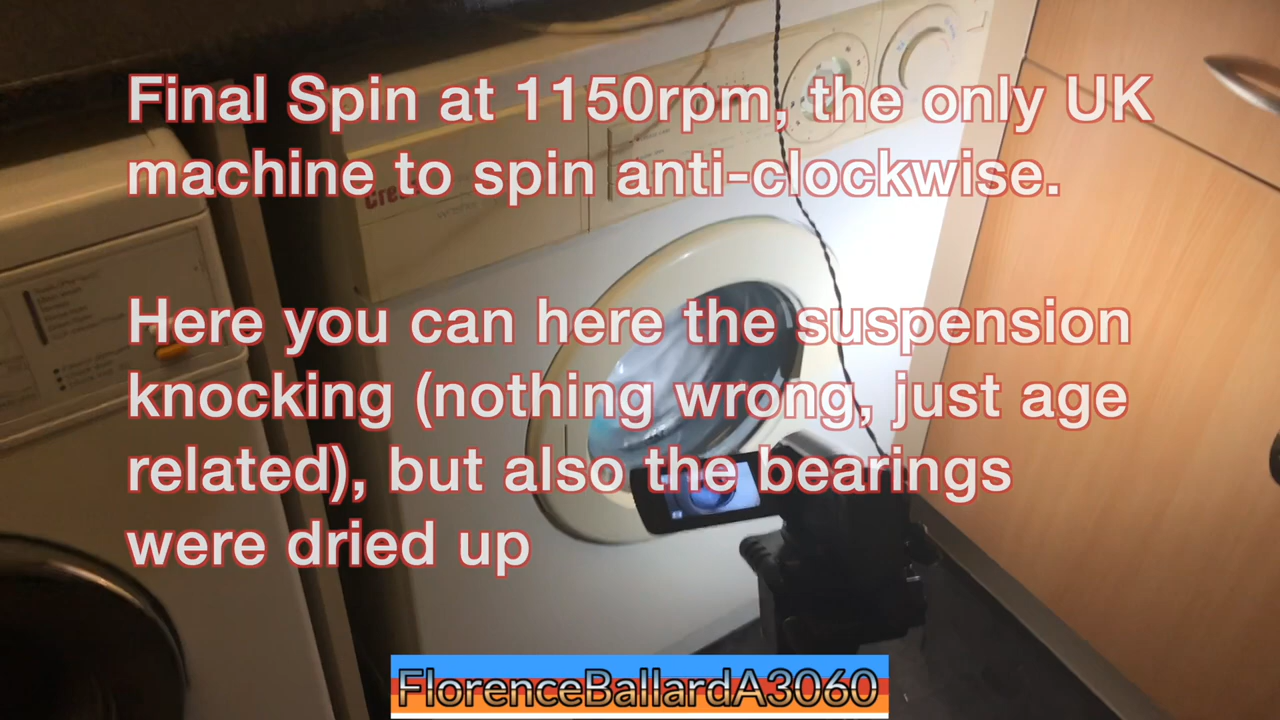 Final Spin at 1150rpm, the only UK
machine to spin anti-clockwise.
Here you can here the suspension
knocking (nothing wrong, just age
related), but also the bearings
were dried up
FlorenceBallardA3060